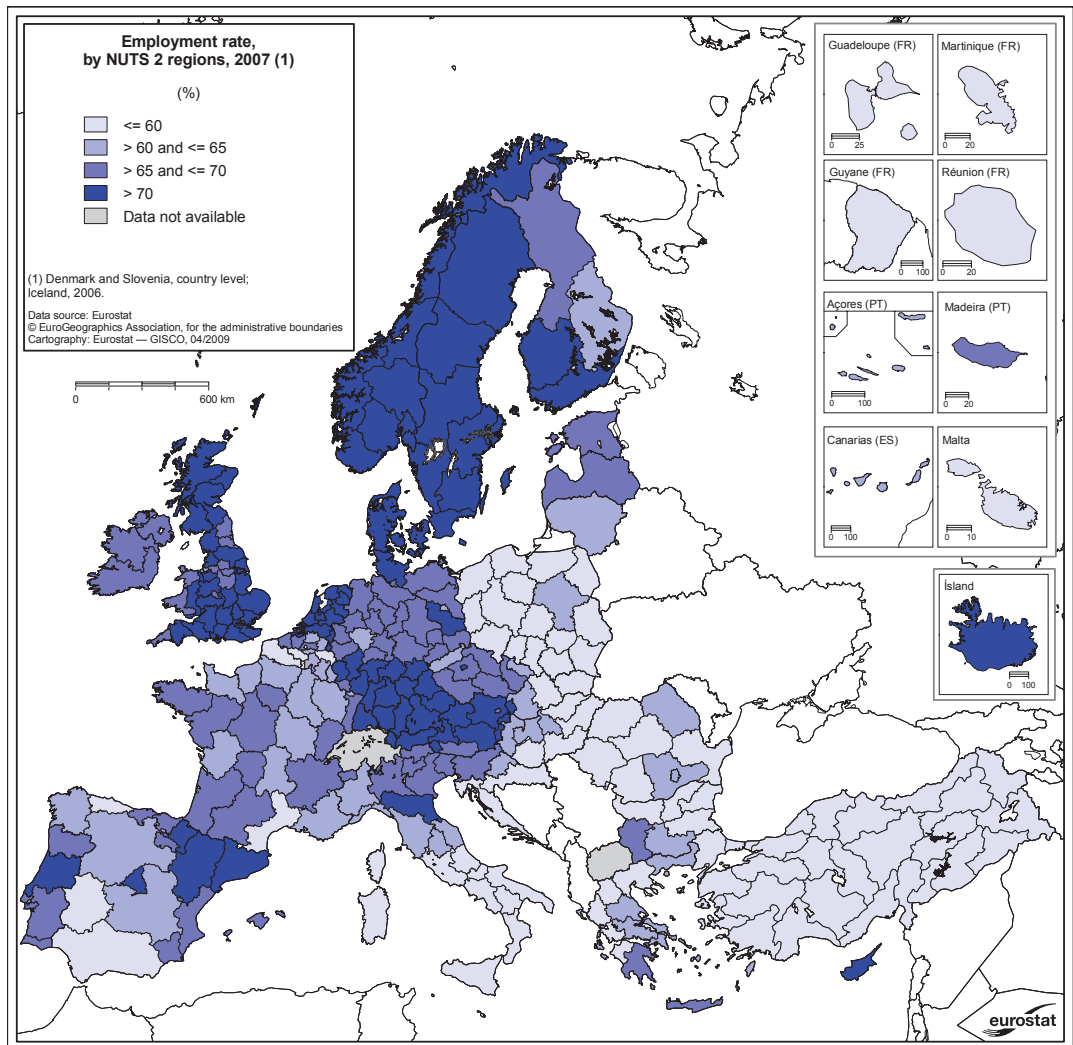 Employment rate,
by NUTS 2 regions, 2007 (1)
(%)
<= 60
> 60 and <= 65
> 65 and <= 70
> 70
Data not available
(1) Denmark and Slovenia, country level;
Iceland, 2006.
Data source: Eurostat
© EuroGeographics Association, for the administrative boundaries
Cartography: Eurostat — GISCO, 04/2009
0 600 km
Guadeloupe (FR)
0 25
Martinique (FR)
0 20
Guyane (FR)
0 100
Réunion (FR)
0 20
Açores (PT)
0 100
Madeira (PT)
0 20
Canarias (ES)
0 100
Malta
0 10
Ísland
0 100
eurostat